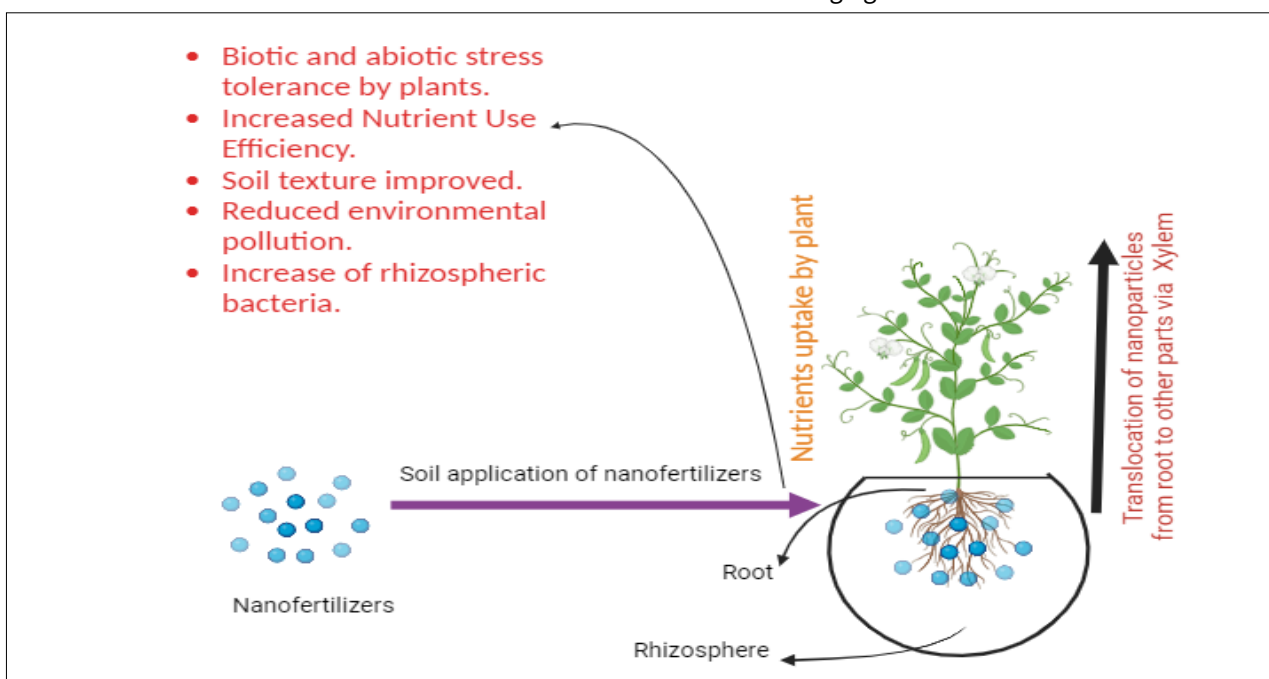 • Biotic and abiotic stress
tolerance by plants.
• Increased Nutrient Use
Efficiency.
• Soil texture improved.
• Reduced environmental
pollution.
• Increase of rhizospheric
bacteria.
Nutrients uptake by plant
Translocation of nanoparticles
from root to other parts via Xylem
Soil application of nanofertilizers
Root
Nanofertilizers
Rhizosphere